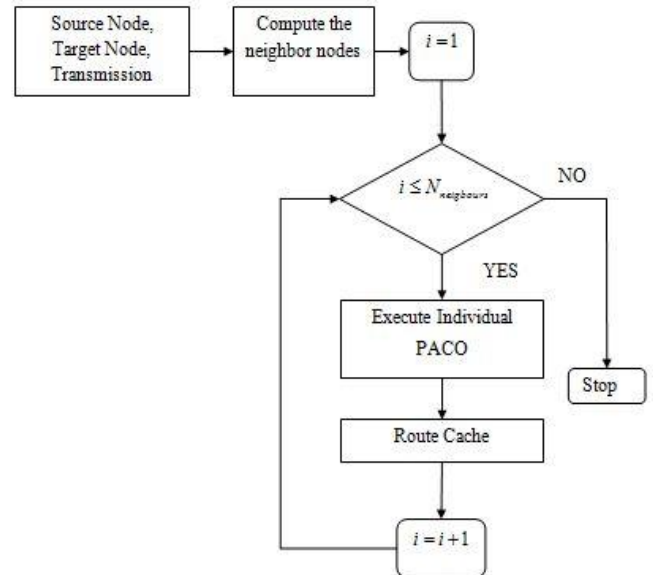 Source Node,
Target Node,
Transmission
Compute the
neighbor nodes
i=1
i ≤ N_neighbours
NO
YES
Execute Individual
PACO
Stop
Route Cache
i=i+1